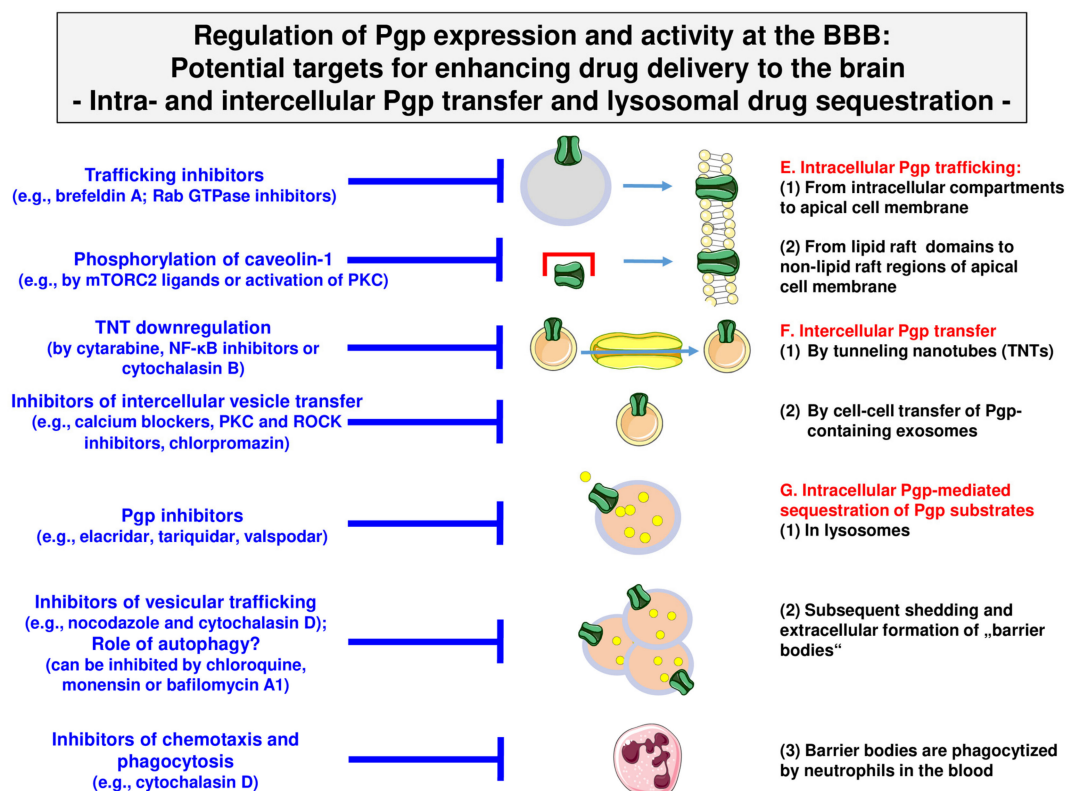 Regulation of Pgp expression and activity at the BBB:
Potential targets for enhancing drug delivery to the brain
- Intra- and intercellular Pgp transfer and lysosomal drug sequestration -
Trafficking inhibitors
(e.g., brefeldin A; Rab GTPase inhibitors)
E. Intracellular Pgp trafficking:
(1) From intracellular compartments
to apical cell membrane
Phosphorylation of caveolin-1
(e.g., by mTORC2 ligands or activation of PKC)
(2) From lipid raft domains to
non-lipid raft regions of apical
cell membrane
TNT downregulation
(by cytarabine, NF-κB inhibitors or
cytochalasin B)
F. Intercellular Pgp transfer
(1) By tunneling nanotubes (TNTs)
Inhibitors of intercellular vesicle transfer
(e.g., calcium blockers, PKC and ROCK
inhibitors, chlorpromazin)
(2) By cell-cell transfer of Pgp-
containing exosomes
Pgp inhibitors
(e.g., elacridar, tariquidar, valspodar)
G. Intracellular Pgp-mediated
sequestration of Pgp substrates
(1) In lysosomes
Inhibitors of vesicular trafficking
(e.g., nocodazole and cytochalasin D);
Role of autophagy?
(can be inhibited by chloroquine,
monensin or bafilomycin A1)
(2) Subsequent shedding and
extracellular formation of „barrier
bodies“
Inhibitors of chemotaxis and
phagocytosis
(e.g., cytochalasin D)
(3) Barrier bodies are phagocytized
by neutrophils in the blood